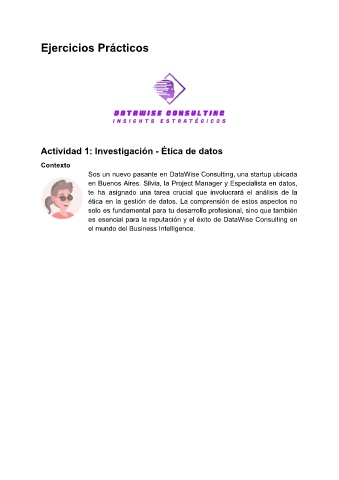 Ejercicios Prácticos
DATAWISE CONSULTING
INSIGHTS ESTRATÉGICOS
Actividad 1: Investigación - Ética de datos
Contexto
Sos un nuevo pasante en DataWise Consulting, una startup ubicada
en Buenos Aires. Silvia, la Project Manager y Especialista en datos,
te ha asignado una tarea crucial que involucrará el análisis de la
ética en la gestión de datos. La comprensión de estos aspectos no
solo es fundamental para tu desarrollo profesional, sino que también
es esencial para la reputación y el éxito de DataWise Consulting en
el mundo del Business Intelligence.